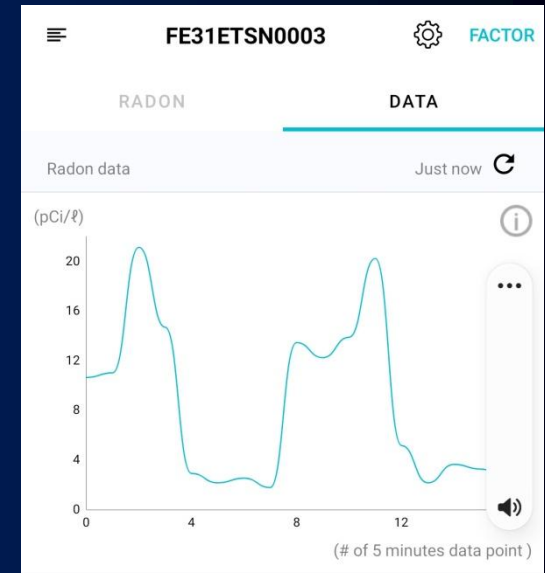 FE31ETSN0003 FACTOR
RADON DATA
Radon data Just now
(pCi/ℓ)
20
16
12
8
4
0
0 4 8 12
(# of 5 minutes data point )